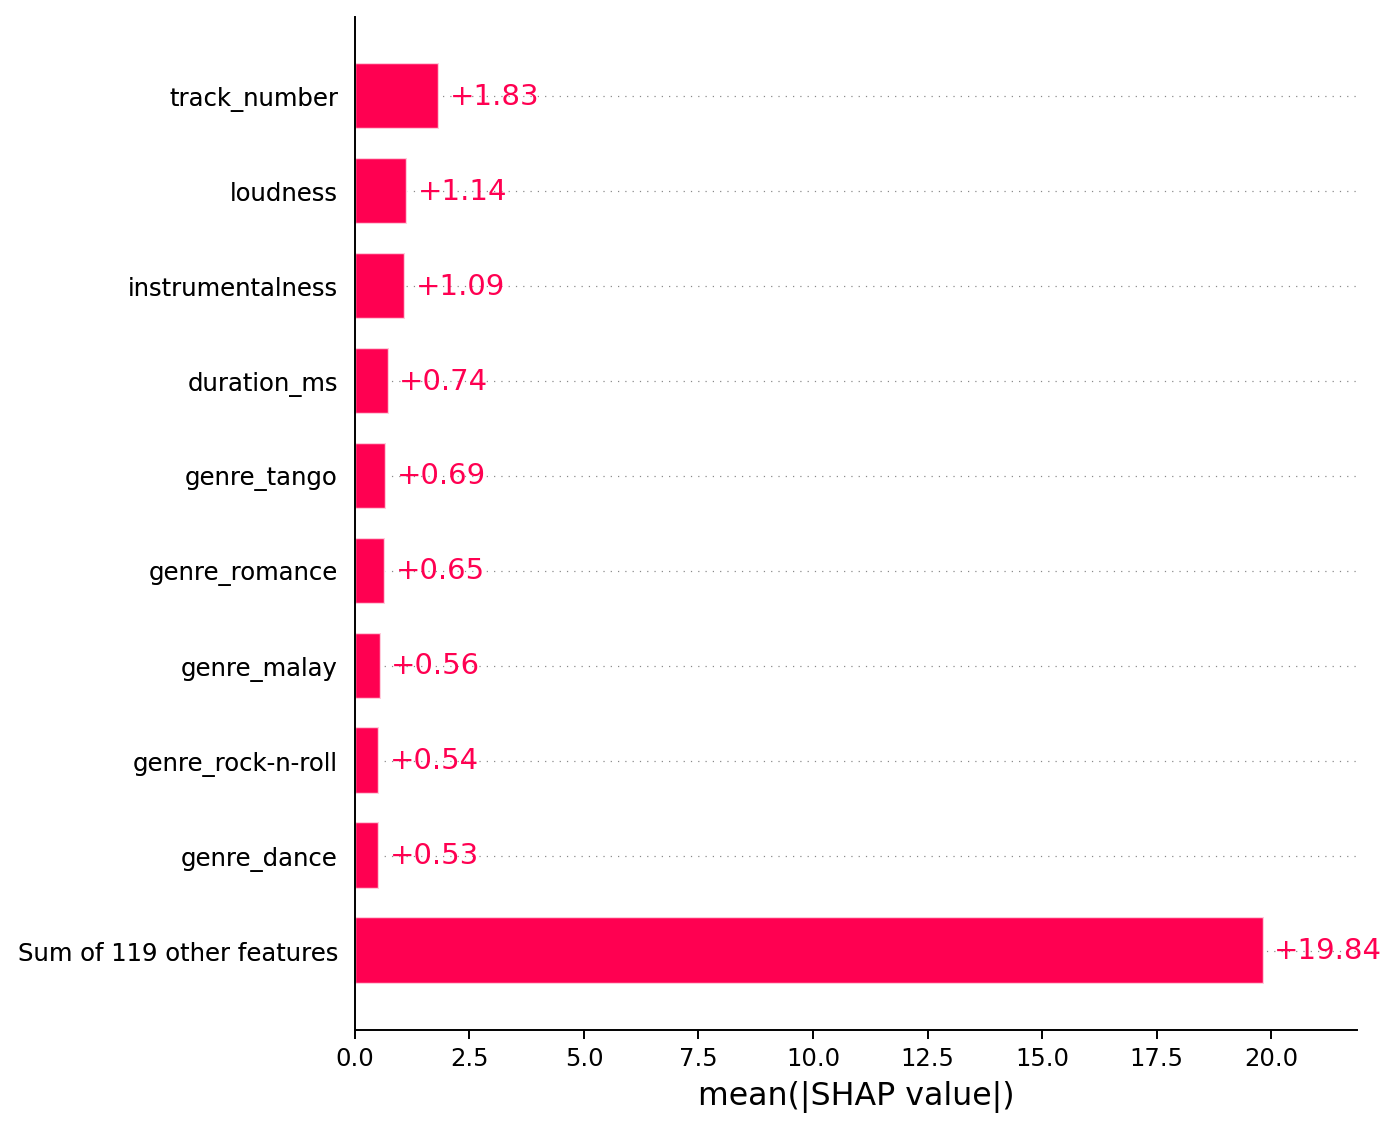 track_number +1.83
loudness +1.14
instrumentalness +1.09
duration_ms +0.74
genre_tango +0.69
genre_romance +0.65
genre_malay +0.56
genre_rock-n-roll +0.54
genre_dance +0.53
Sum of 119 other features +19.84
0.0 2.5 5.0 7.5 10.0 12.5 15.0 17.5 20.0
mean(|SHAP value|)